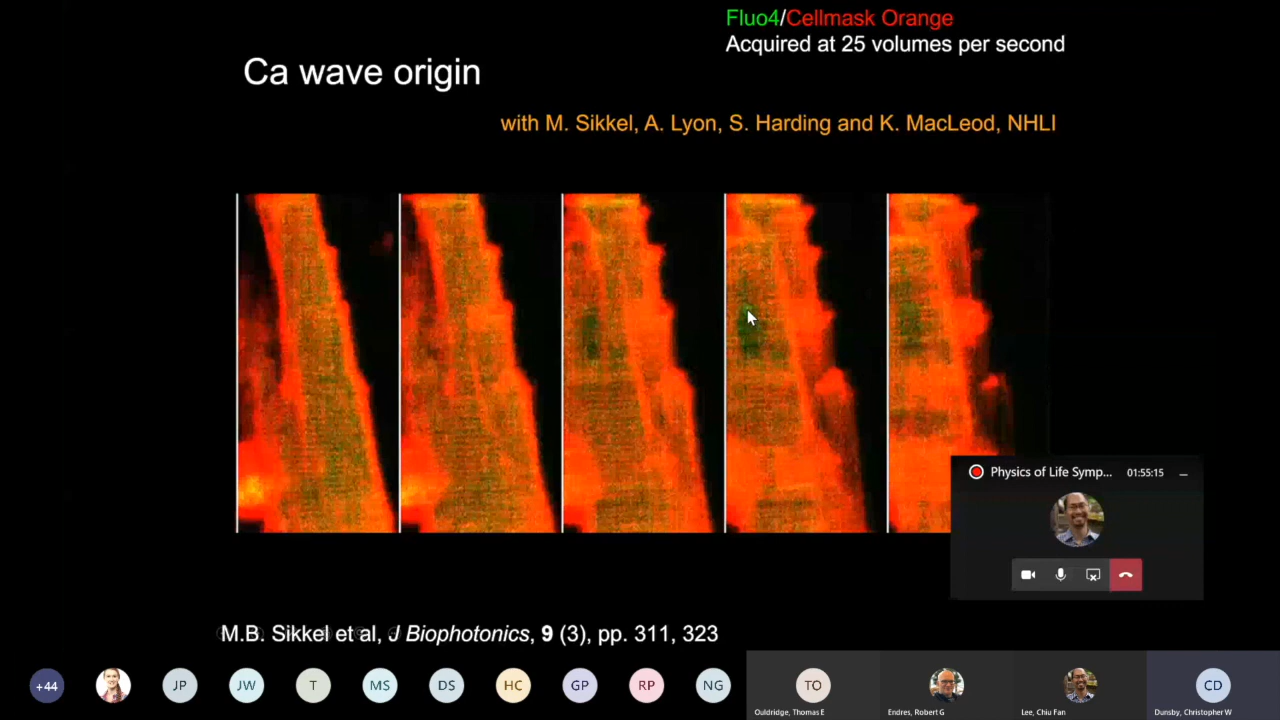 Fluo4/Cellmask Orange
Acquired at 25 volumes per second
Ca wave origin
with M. Sikkel, A. Lyon, S. Harding and K. MacLeod, NHLI
Physics of Life Symp...
01:55:15
M.B. Sikkel et al, J Biophotonics, 9 (3), pp. 311, 323
+44
JP
JW
T
MS
DS
HC
GP
RP
NG
TO
CD
Ouldridge, Thomas E
Endres, Robert G
Lee, Chiu Fan
Dunsby, Christopher W